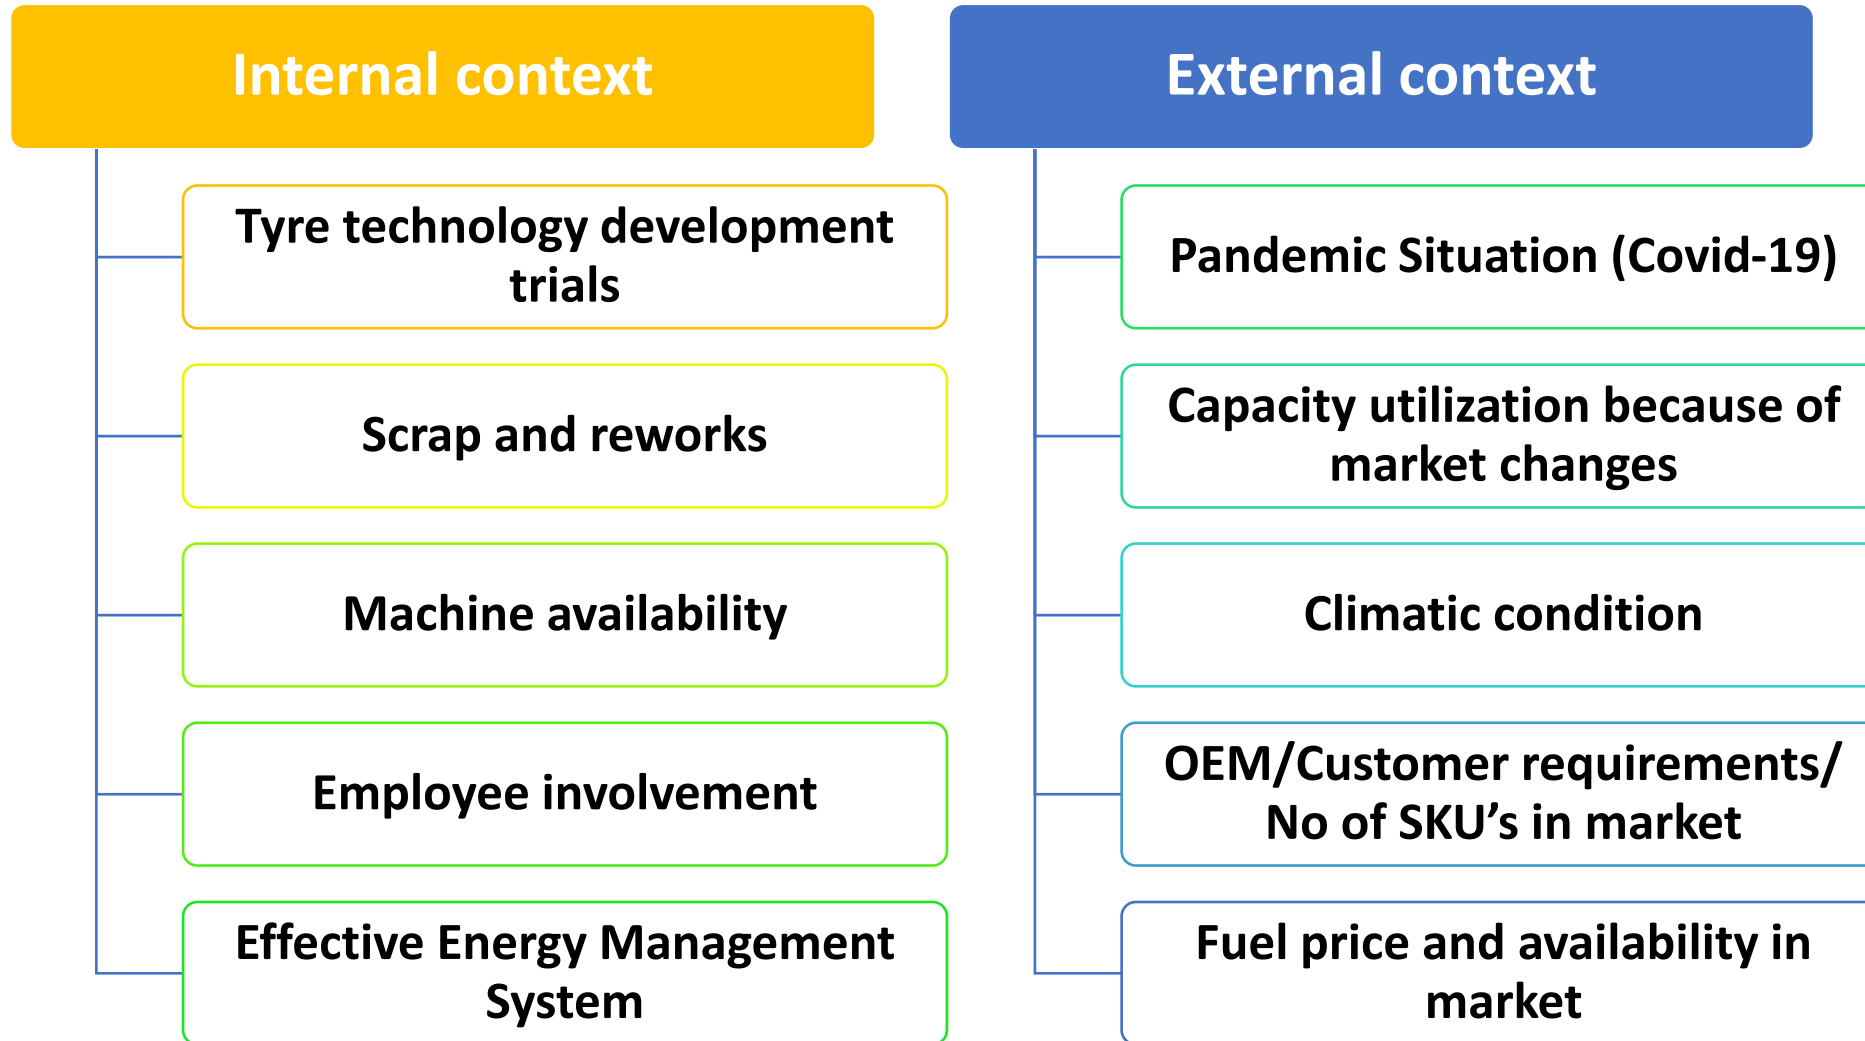 Internal context
Tyre technology development
trials
Scrap and reworks
Machine availability
Employee involvement
Effective Energy Management
System
External context
Pandemic Situation (Covid-19)
Capacity utilization because of
market changes
Climatic condition
OEM/Customer requirements/
No of SKU’s in market
Fuel price and availability in
market